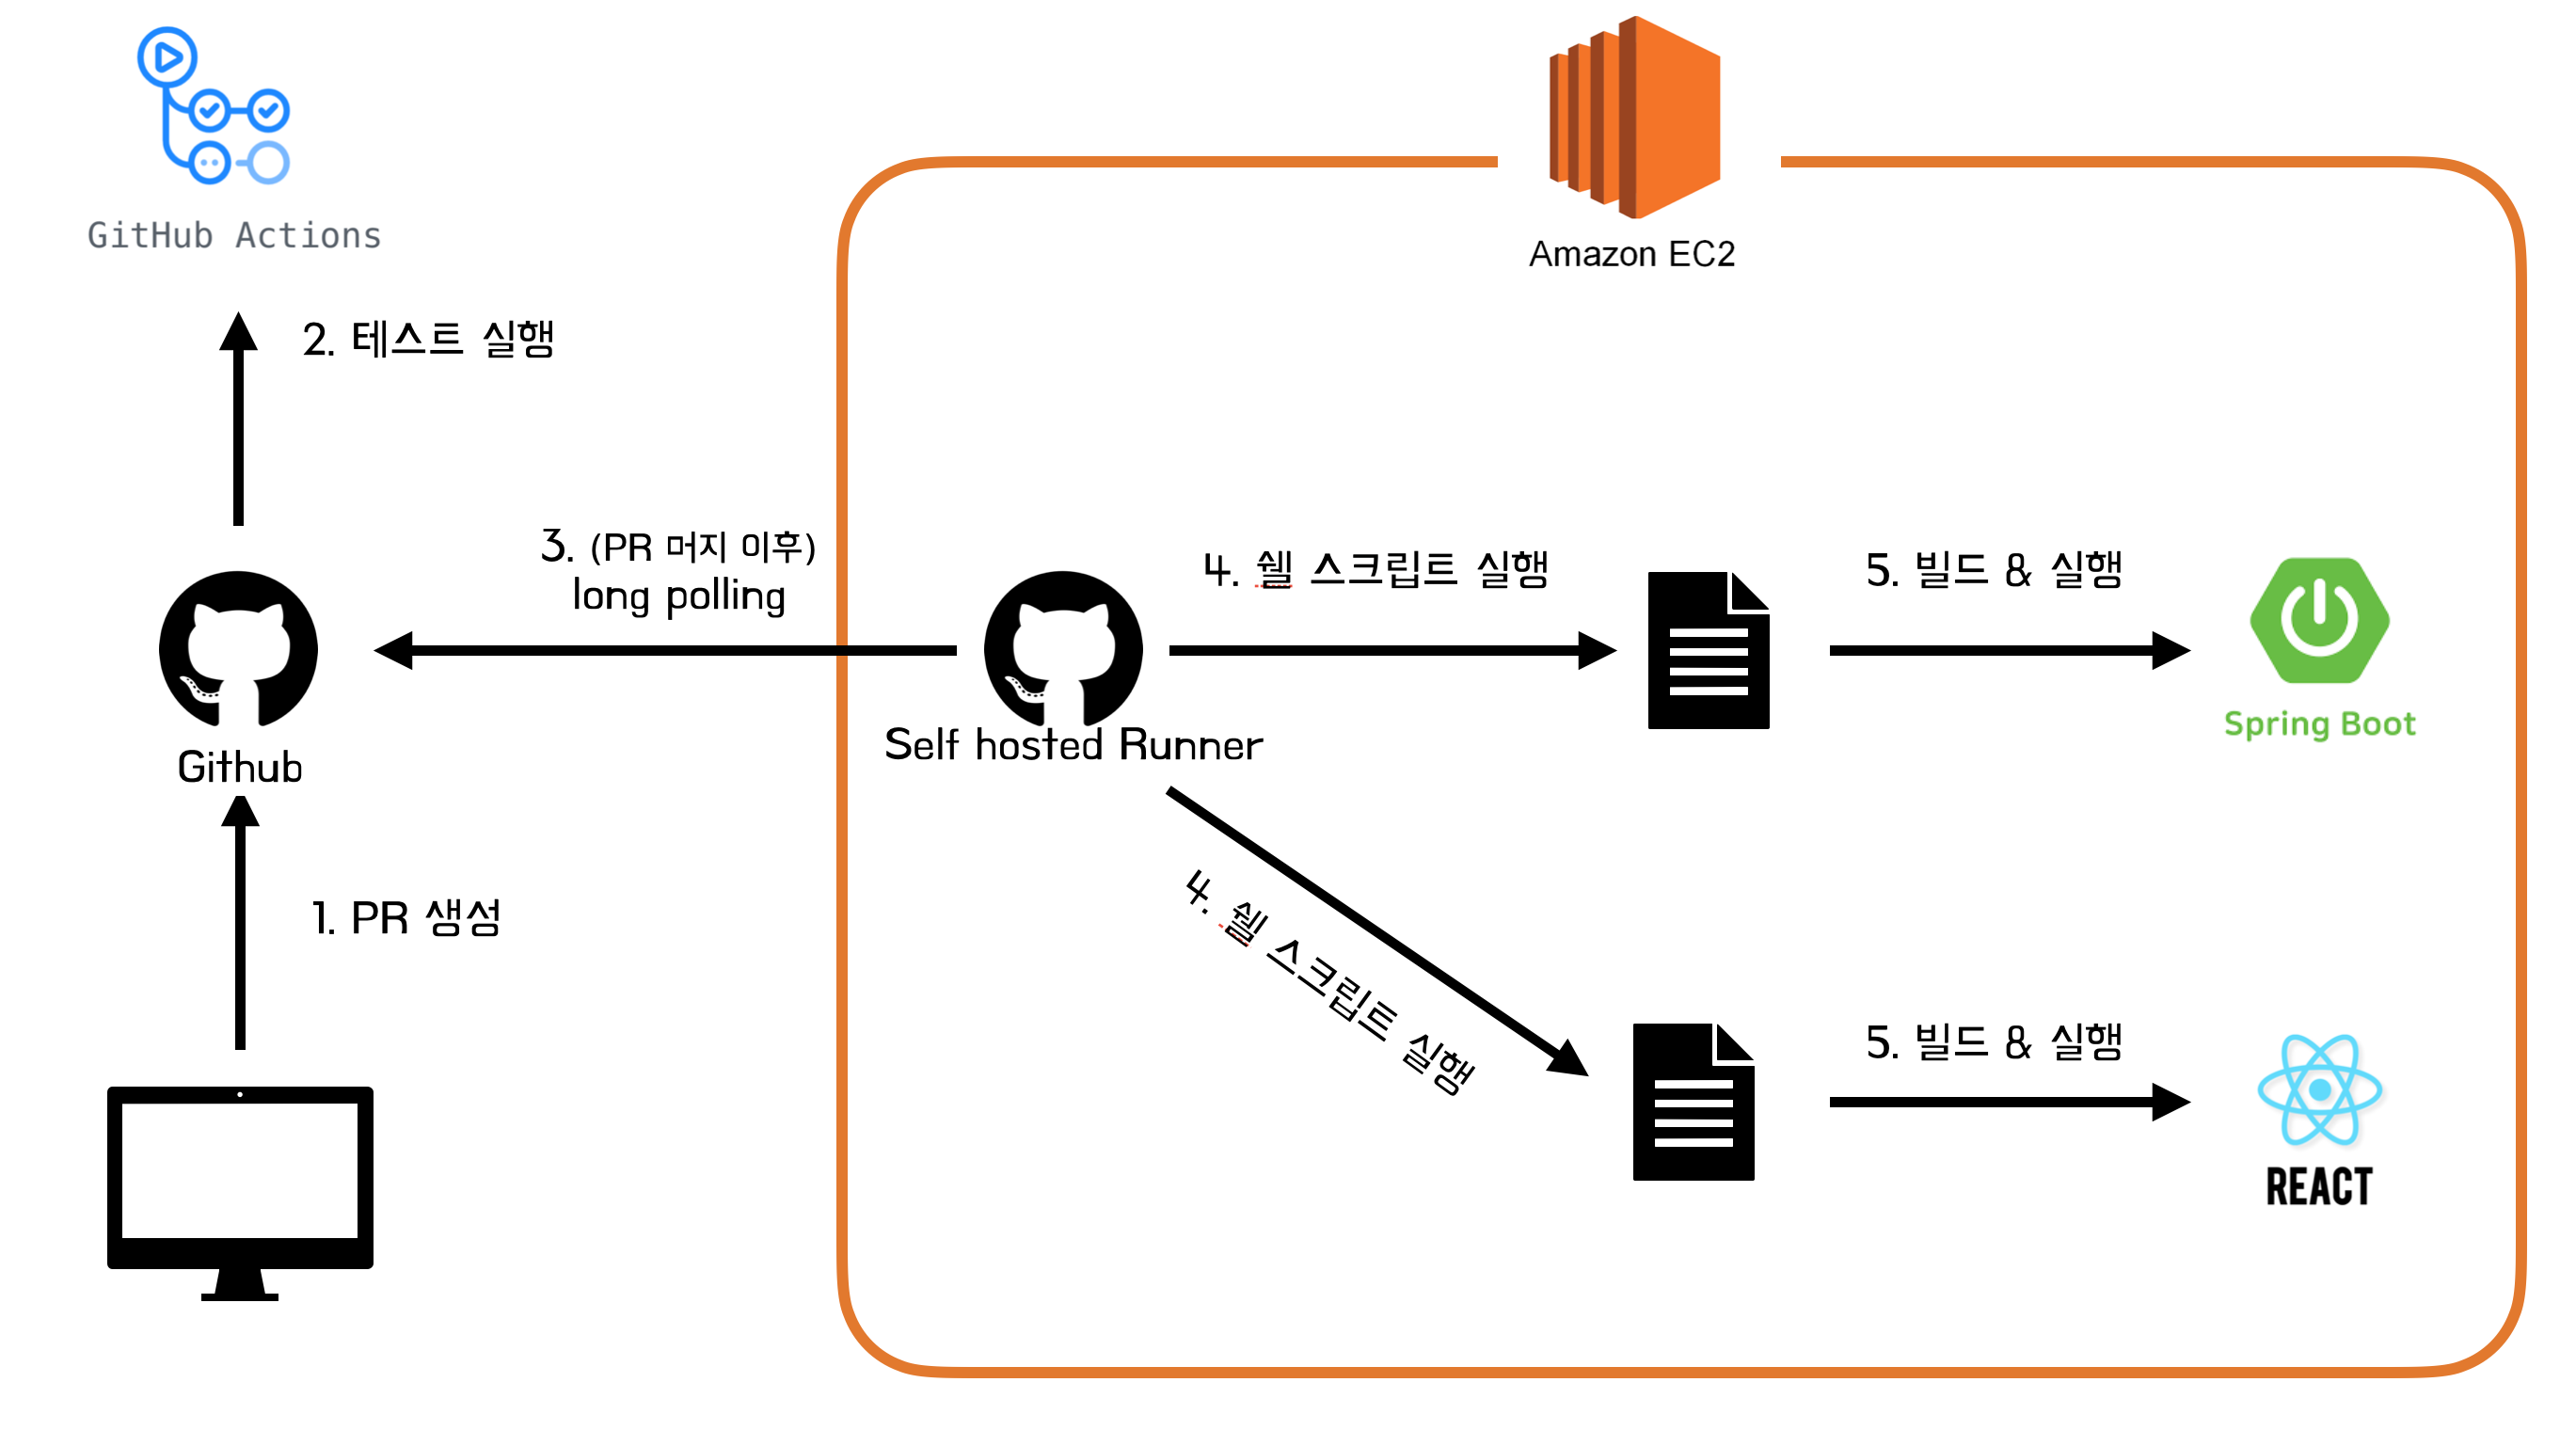 GitHub Actions
Amazon EC2
2. 테스트 실행
3. (PR 머지 이후)
long polling
4. 쉘 스크립트 실행
5. 빌드 & 실행
Spring Boot
Self hosted Runner
Github
1. PR 생성
4. 쉘 스크립트 실행
5. 빌드 & 실행
REACT